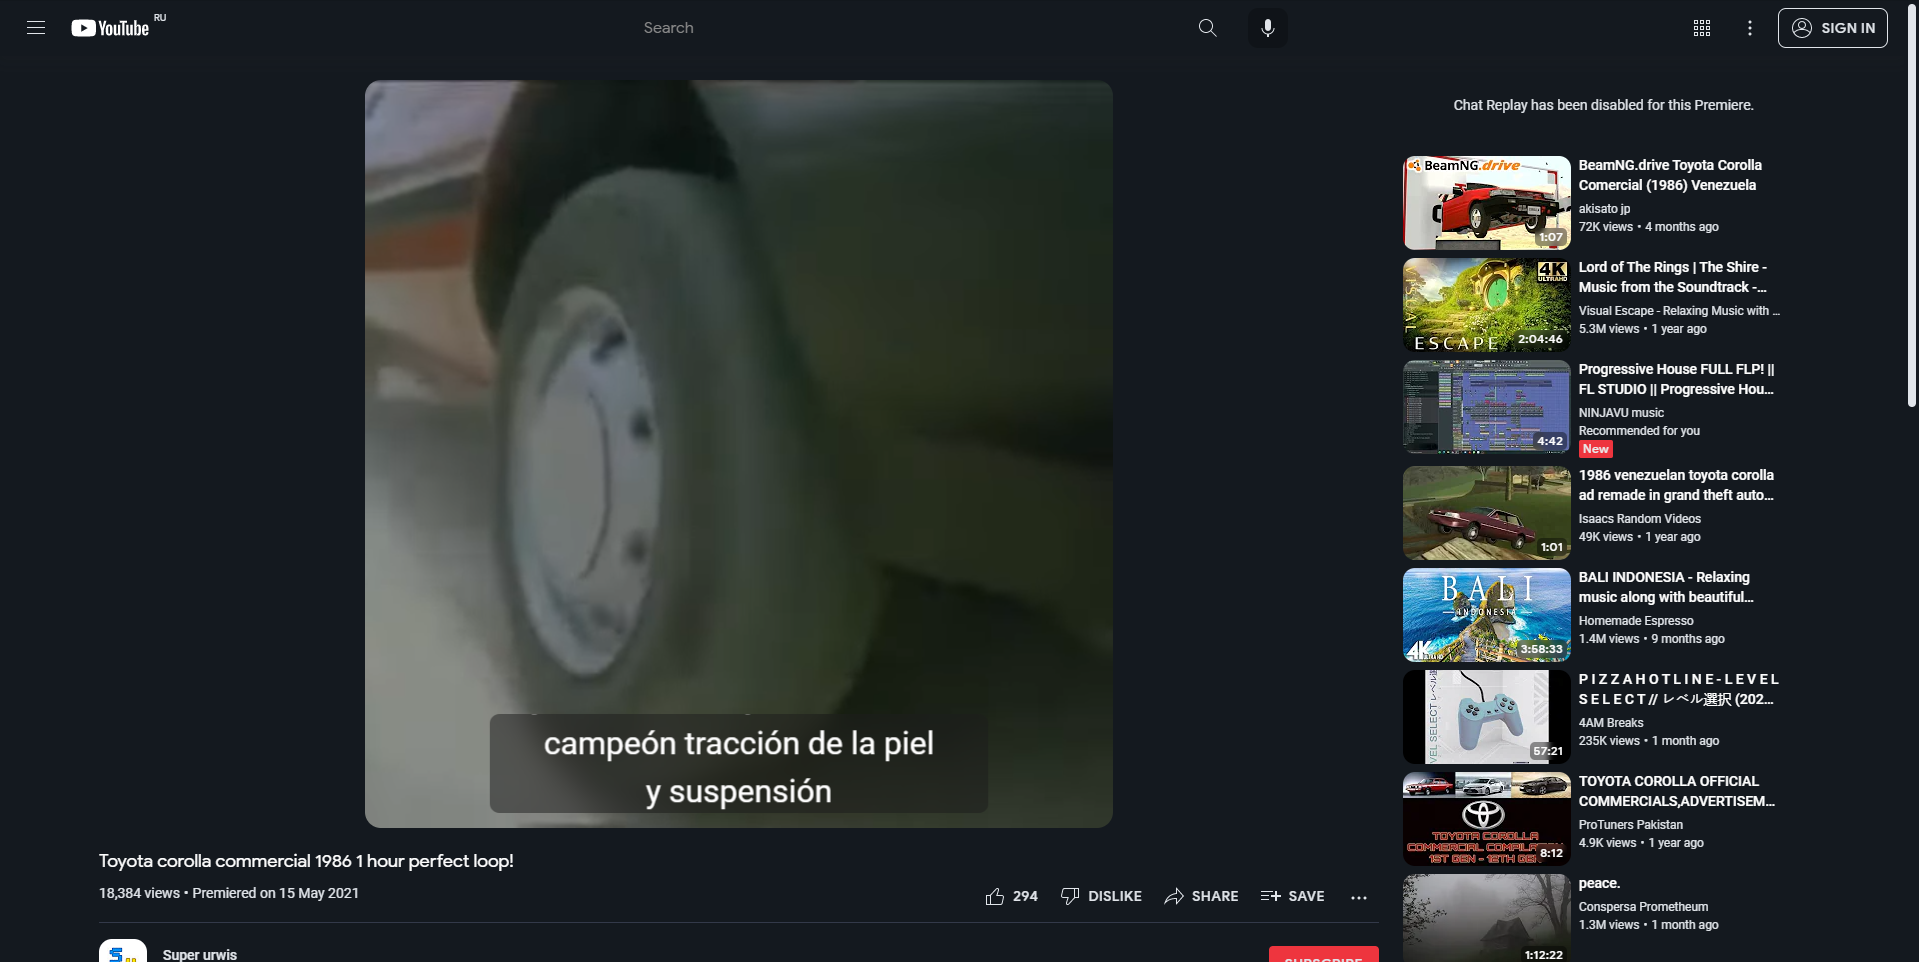 YouTube RU
Search
SIGN IN
campeón tracción de la piel
y suspensión
Toyota corolla commercial 1986 1 hour perfect loop!
18,384 views • Premiered on 15 May 2021
294
DISLIKE
SHARE
SAVE
Super urwis
SUBSCRIBE
Chat Replay has been disabled for this Premiere.
BeamNG.drive
1:07
BeamNG.drive Toyota Corolla
Comercial (1986) Venezuela
akisato jp
72K views • 4 months ago
4K
ULTRAHD
ESCAPE
2:04:46
Lord of The Rings | The Shire -
Music from the Soundtrack -...
Visual Escape - Relaxing Music with ...
5.3M views • 1 year ago
4:42
Progressive House FULL FLP! ||
FL STUDIO || Progressive Hou...
NINJAVU music
Recommended for you
New
1:01
1986 venezuelan toyota corolla
ad remade in grand theft auto...
Isaacs Random Videos
49K views • 1 year ago
BALI
INDONESIA
4K
3:58:33
BALI INDONESIA - Relaxing
music along with beautiful...
Homemade Espresso
1.4M views • 9 months ago
57:21
P I Z Z A H O T L I N E - L E V E L
S E L E C T // レベル選択 (202...
4AM Breaks
235K views • 1 month ago
TOYOTA COROLLA
COMMERCIAL COMPILATION
1ST GEN - 12TH GEN
8:12
TOYOTA COROLLA OFFICIAL
COMMERCIALS,ADVERTISEM...
ProTuners Pakistan
4.9K views • 1 year ago
1:12:22
peace.
Conspersa Prometheum
1.3M views • 1 month ago